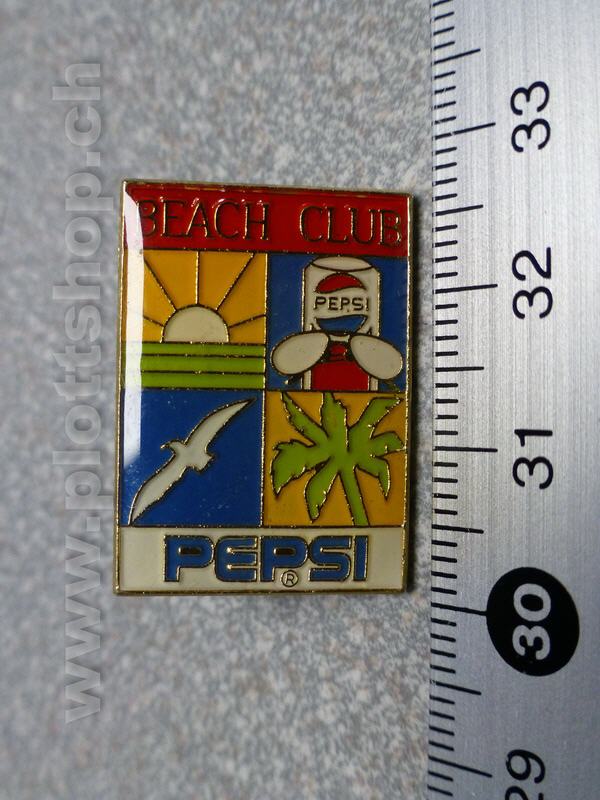 BEACH CLUB
PEPSI
PEPSI
®
33
32
31
30
29
www.plottshop.ch